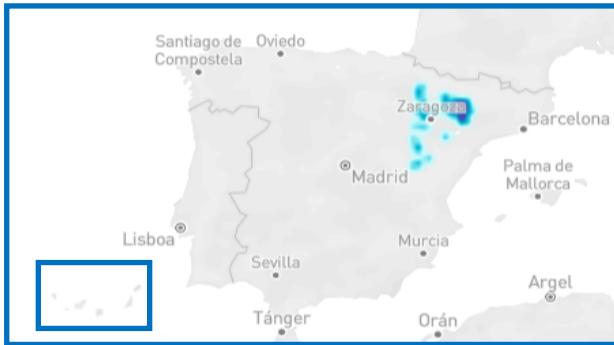 Santiago de
Compostela
Oviedo
Zaragoza
Barcelona
Madrid
Palma de
Mallorca
Lisboa
Murcia
Sevilla
Argel
Tánger
Orán